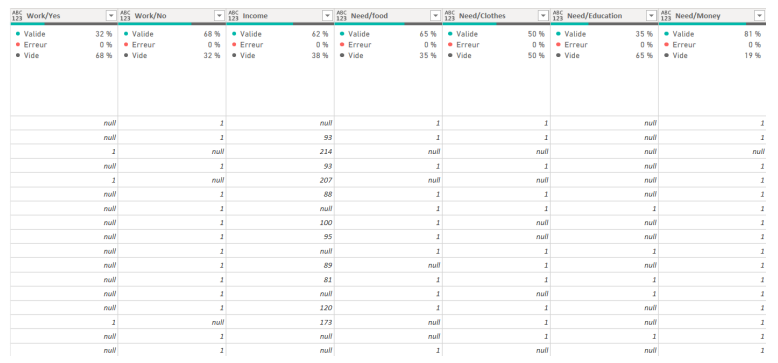 ABC 123 Work/Yes ABC 123 Work/No ABC 123 Income ABC 123 Need/food ABC 123 Need/Clothes ABC 123 Need/Education ABC 123 Need/Money
Valide 32 % Valide 68 % Valide 62 % Valide 65 % Valide 50 % Valide 35 % Valide 81 %
Erreur 0 % Erreur 0 % Erreur 0 % Erreur 0 % Erreur 0 % Erreur 0 % Erreur 0 %
Vide 68 % Vide 32 % Vide 38 % Vide 35 % Vide 50 % Vide 65 % Vide 19 %
null 1 null 1 1 null 1
null 1 93 1 1 null 1
1 null 214 null null null null
null 1 93 1 1 null 1
1 null 207 null null null 1
null 1 88 1 1 null 1
null 1 null 1 1 1 1
null 1 100 1 null null 1
null 1 95 1 null null 1
null 1 null 1 1 1 1
null 1 89 null 1 1 1
null 1 81 1 1 1 1
null 1 null 1 null 1 1
null 1 120 1 1 1 1
1 null 173 null 1 null 1
null 1 null null 1 1 1
null 1 null 1 1 null 1